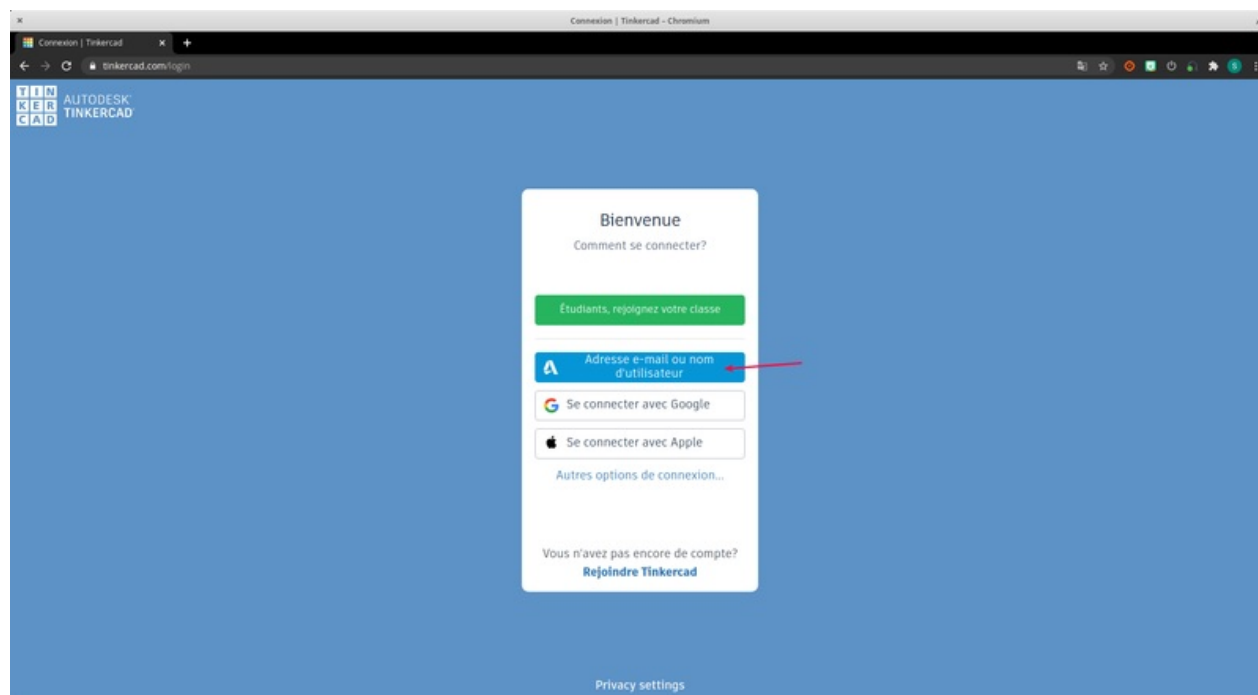 Connexion | Tinkercad - Chromium
Connexion | Tinkercad
tinkercad.com/login
TIN
KER
CAD
AUTODESK
TINKERCAD
Bienvenue
Comment se connecter?
Étudiants, rejoignez votre classe
Adresse e-mail ou nom
d'utilisateur
Se connecter avec Google
Se connecter avec Apple
Autres options de connexion...
Vous n'avez pas encore de compte?
Rejoindre Tinkercad
Privacy settings